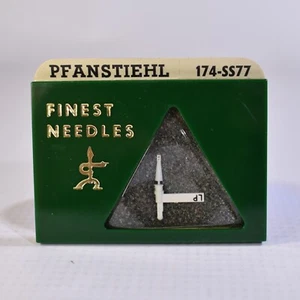 PFANSTIEHL 174-SS77
FINEST
NEEDLES
LP